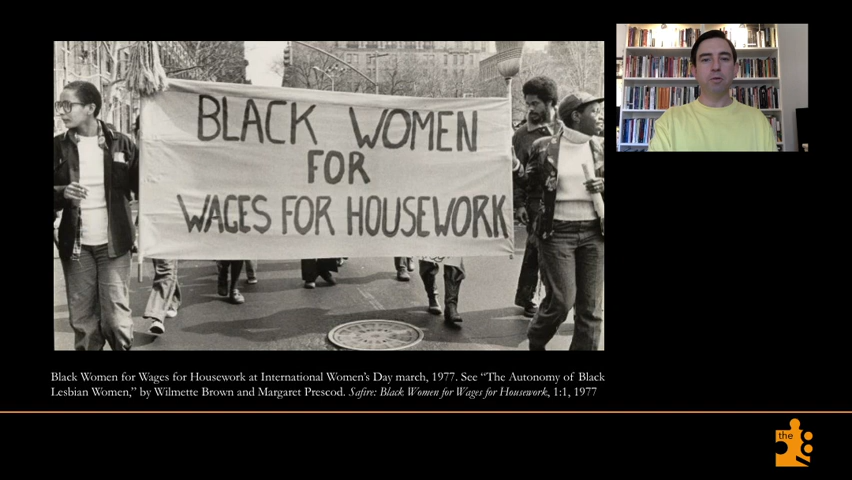 BLACK WOMEN
FOR
WAGES FOR HOUSEWORK
Black Women for Wages for Housework at International Women's Day march, 1977. See “The Autonomy of Black
Lesbian Women,” by Wilmette Brown and Margaret Prescod. Safire: Black Women for Wages for Housework, 1:1, 1977
the